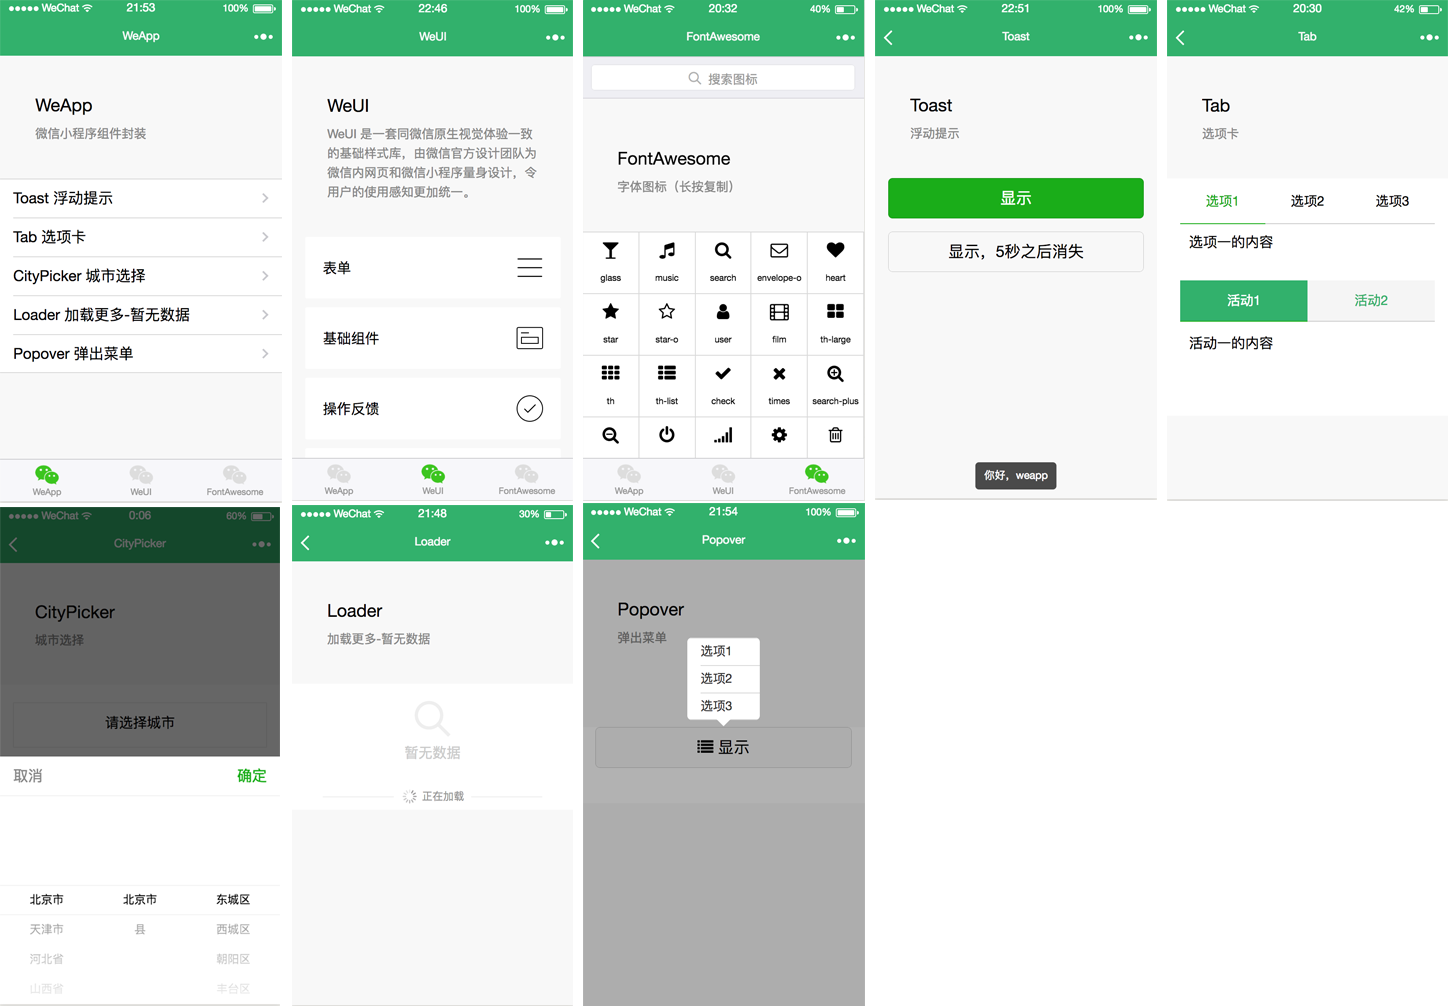 WeChat 21:53 100%
WeApp
WeApp
微信小程序组件封装
Toast 浮动提示
Tab 选项卡
CityPicker 城市选择
Loader 加载更多-暂无数据
Popover 弹出菜单
WeApp WeUI FontAwesome
WeChat 22:46 100%
WeUI
WeUI
WeUI 是一套同微信原生视觉体验一致
的基础样式库，由微信官方设计团队为
微信内网页和微信小程序量身设计，令
用户的使用感知更加统一。
表单
基础组件
操作反馈
WeApp WeUI FontAwesome
WeChat 20:32 40%
FontAwesome
搜索图标
FontAwesome
字体图标（长按复制）
glass music search envelope-o heart
star star-o user film th-large
th th-list check times search-plus
WeApp WeUI FontAwesome
WeChat 22:51 100%
Toast
Toast
浮动提示
显示
显示，5秒之后消失
你好，weapp
WeChat 20:30 42%
Tab
Tab
选项卡
选项1 选项2 选项3
选项一的内容
活动1 活动2
活动一的内容
WeChat 0:06 60%
CityPicker
CityPicker
城市选择
请选择城市
取消 确定
北京市 北京市 东城区
天津市 县 西城区
河北省 朝阳区
山西省 丰台区
WeChat 21:48 30%
Loader
Loader
加载更多-暂无数据
暂无数据
正在加载
WeChat 21:54 100%
Popover
Popover
弹出菜单
选项1
选项2
选项3
显示